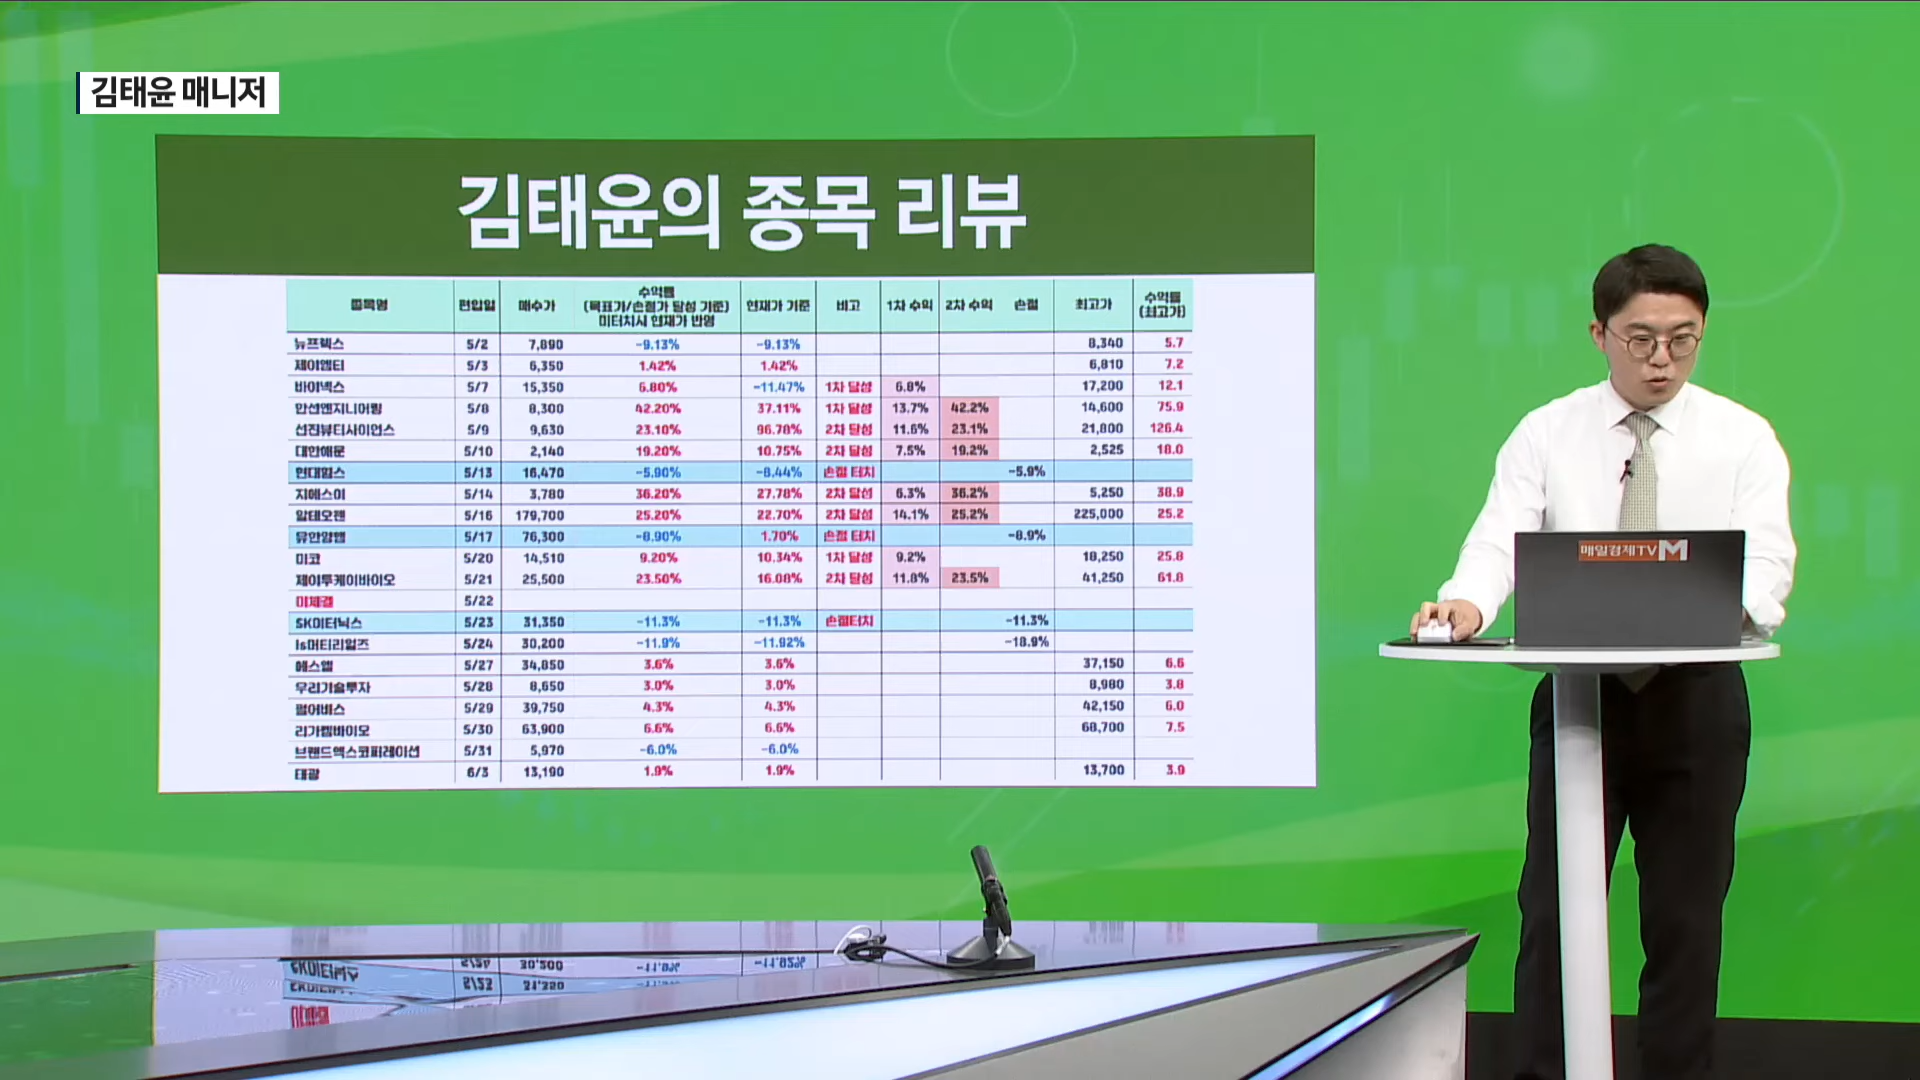 김태윤 매니저
김태윤의 종목 리뷰
종목명 편입일 매수가 수익률 (목표가/손절가 달성 기준) 미터치시 현재가 반영 현재가 기준 비고 1차 수익 2차 수익 손절 최고가 수익률 (최고가)
뉴프렉스 5/2 7,890 -9.13% -9.13% 8,340 5.7
제이엠티 5/3 6,350 1.42% 1.42% 6,810 7.2
바이넥스 5/7 15,350 6.80% -11.47% 1차 달성 6.8% 17,200 12.1
안선엔지니어링 5/8 8,300 42.20% 37.11% 1차 달성 13.7% 42.2% 14,600 75.9
선진뷰티사이언스 5/9 9,630 23.10% 96.78% 2차 달성 11.6% 23.1% 21,800 126.4
대한해운 5/10 2,140 19.20% 10.75% 2차 달성 7.5% 19.2% 2,525 18.0
현대힘스 5/13 16,470 -5.90% -8.44% 손절 터치 -5.9%
지에스이 5/14 3,780 36.20% 27.78% 2차 달성 6.3% 36.2% 5,250 38.9
알테오젠 5/16 179,700 25.20% 22.70% 2차 달성 14.1% 25.2% 225,000 25.2
유한양행 5/17 76,300 -8.90% 1.70% 손절 터치 -8.9%
미코 5/20 14,510 9.20% 10.34% 1차 달성 9.2% 18,250 25.8
제이투케이바이오 5/21 25,500 23.50% 16.08% 2차 달성 11.8% 23.5% 41,250 61.8
미체결 5/22
SK이터닉스 5/23 31,350 -11.3% -11.3% 손절터치 -11.3%
ls머티리얼즈 5/24 30,200 -11.9% -11.92% -18.9%
에스엘 5/27 34,850 3.6% 3.6% 37,150 6.6
우리기술투자 5/28 8,650 3.0% 3.0% 8,980 3.8
펄어비스 5/29 39,750 4.3% 4.3% 42,150 6.0
리가켐바이오 5/30 63,900 6.6% 6.6% 68,700 7.5
브랜드엑스코퍼레이션 5/31 5,970 -6.0% -6.0%
태광 6/3 13,190 1.9% 1.9% 13,700 3.9
매일경제TV M